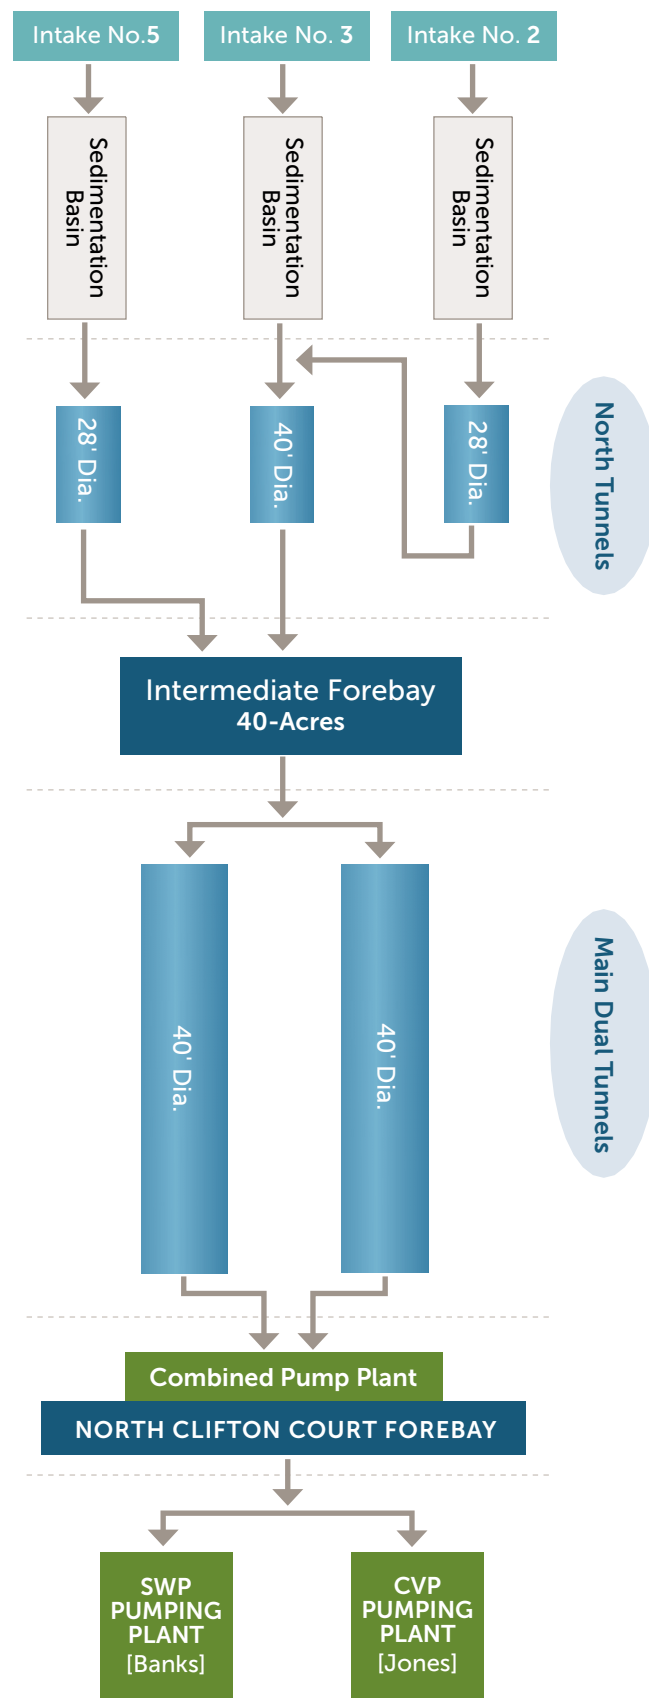 Intake No.5
Intake No. 3
Intake No. 2
Sedimentation
Basin
Sedimentation
Basin
Sedimentation
Basin
North Tunnels
28' Dia.
40' Dia.
28' Dia.
Intermediate Forebay
40-Acres
Main Dual Tunnels
40' Dia.
40' Dia.
Combined Pump Plant
NORTH CLIFTON COURT FOREBAY
SWP
PUMPING
PLANT
[Banks]
CVP
PUMPING
PLANT
[Jones]